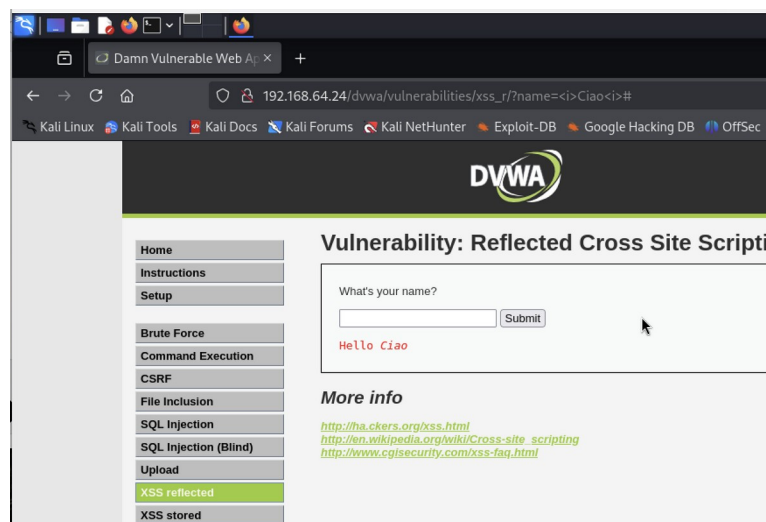 Damn Vulnerable Web Ap
192.168.64.24/dvwa/vulnerabilities/xss_r/?name=<i>Ciao<i>#
Kali Linux Kali Tools Kali Docs Kali Forums Kali NetHunter Exploit-DB Google Hacking DB OffSec
DVWA
Home
Instructions
Setup
Brute Force
Command Execution
CSRF
File Inclusion
SQL Injection
SQL Injection (Blind)
Upload
XSS reflected
XSS stored
Vulnerability: Reflected Cross Site Scripti
What's your name?
Submit
Hello Ciao
More info
http://ha.ckers.org/xss.html
http://en.wikipedia.org/wiki/Cross-site_scripting
http://www.cgisecurity.com/xss-faq.html